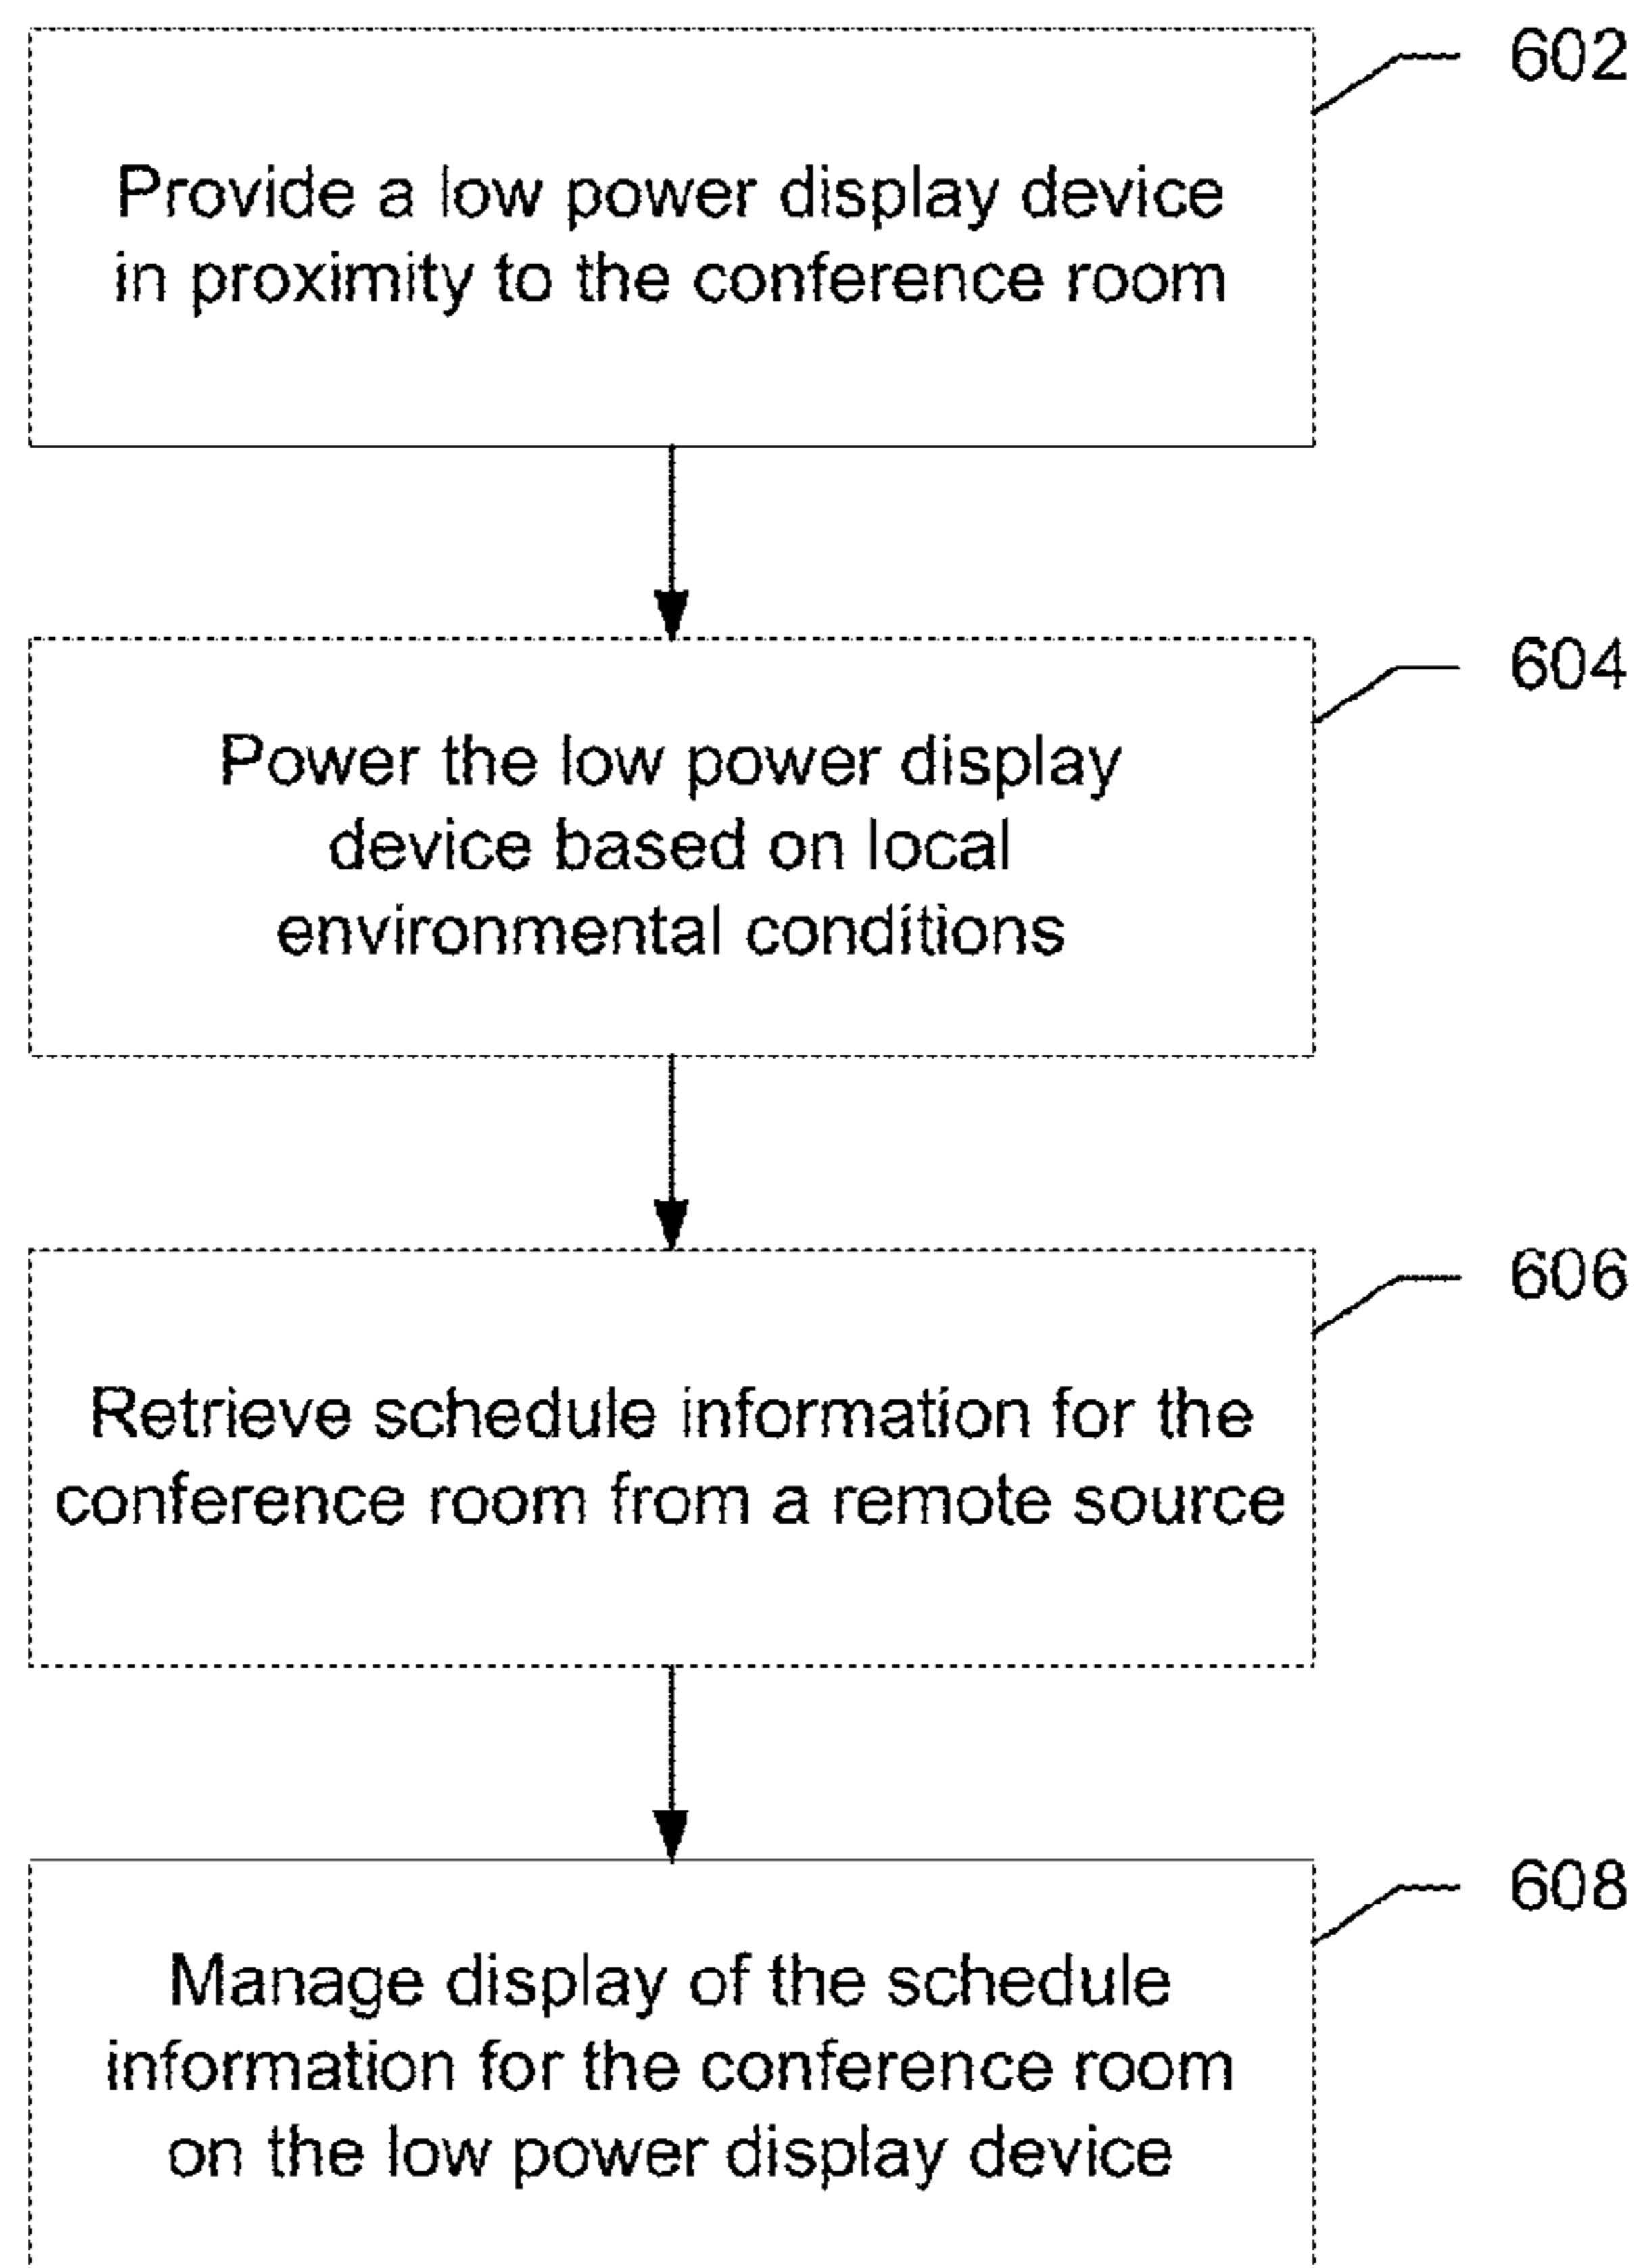 602
Provide a low power display device
in proximity to the conference room
604
Power the low power display
device based on local
environmental conditions
606
Retrieve schedule information for the
conference room from a remote source
608
Manage display of the schedule
information for the conference room
on the low power display device